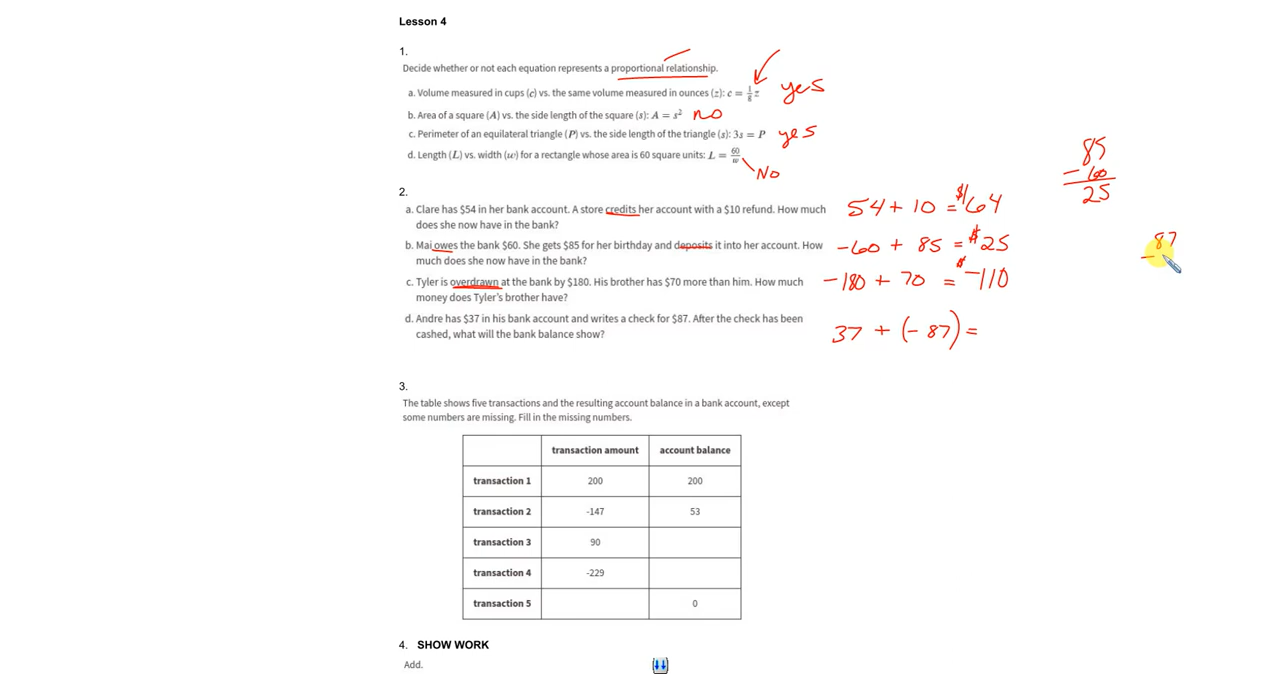 Lesson 4
1.
Decide whether or not each equation represents a proportional relationship.
a. Volume measured in cups (c) vs. the same volume measured in ounces (z): c = 1/8 z yes
b. Area of a square (A) vs. the side length of the square (s): A = s² no
c. Perimeter of an equilateral triangle (P) vs. the side length of the triangle (s): 3s = P yes
d. Length (L) vs. width (w) for a rectangle whose area is 60 square units: L = 60/w No
85
- 60
25
2.
a. Clare has $54 in her bank account. A store credits her account with a $10 refund. How much 54 + 10 = $64
does she now have in the bank?
b. Mai owes the bank $60. She gets $85 for her birthday and deposits it into her account. How -60 + 85 = $25
much does she now have in the bank?
87
-
c. Tyler is overdrawn at the bank by $180. His brother has $70 more than him. How much -180 + 70 = $-110
money does Tyler's brother have?
d. Andre has $37 in his bank account and writes a check for $87. After the check has been 37 + (-87) =
cashed, what will the bank balance show?
3.
The table shows five transactions and the resulting account balance in a bank account, except
some numbers are missing. Fill in the missing numbers.
transaction amount account balance
transaction 1 200 200
transaction 2 -147 53
transaction 3 90
transaction 4 -229
transaction 5 0
4. SHOW WORK
Add.